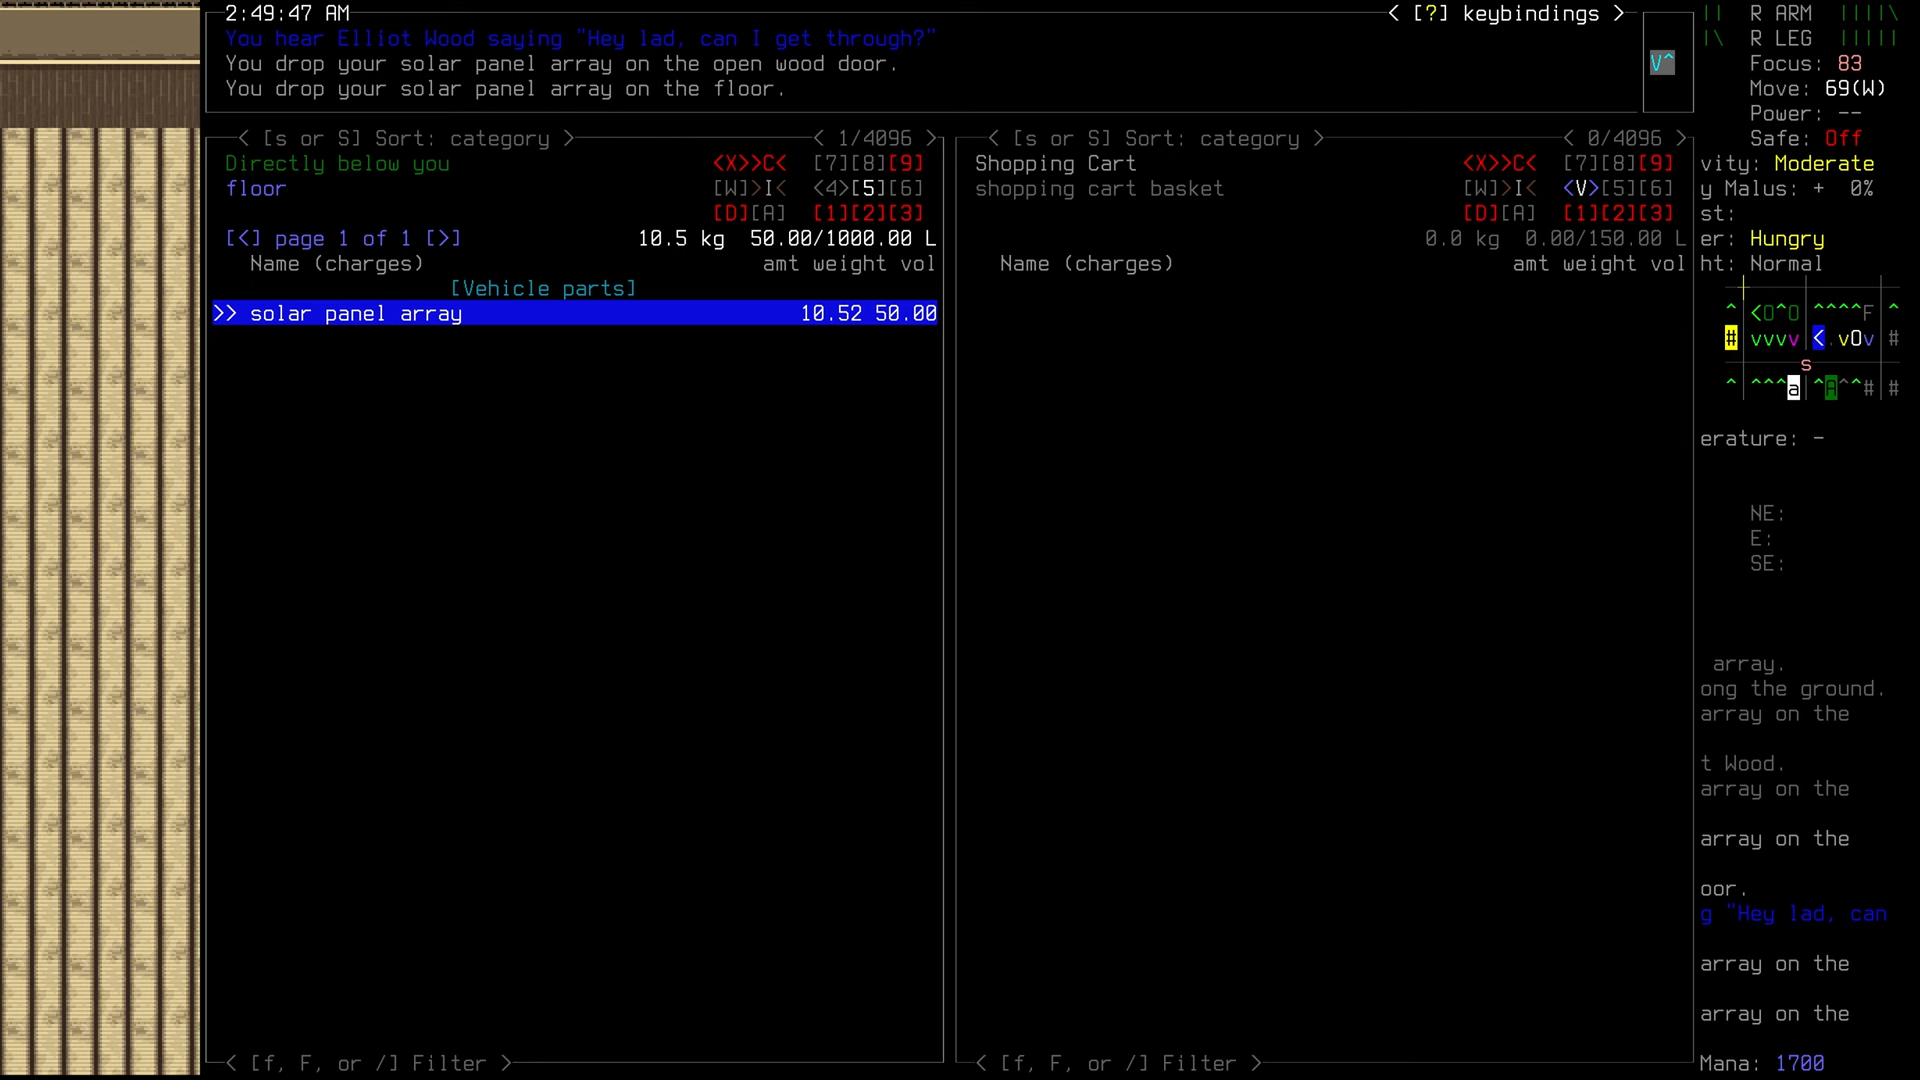 2:49:47 AM
< [?] keybindings >
You hear Elliot Wood saying "Hey lad, can I get through?"
You drop your solar panel array on the open wood door.
You drop your solar panel array on the floor.
V^
< [s or S] Sort: category >
< 1/4096 >
Directly below you
<X>>C< [7][8][9]
floor
[W]>I< <4>[5][6]
[D][A] [1][2][3]
[<] page 1 of 1 [>]
10.5 kg 50.00/1000.00 L
Name (charges)
amt weight vol
[Vehicle parts]
>> solar panel array
10.52 50.00
< [f, F, or /] Filter >
< [s or S] Sort: category >
< 0/4096 >
Shopping Cart
<X>>C< [7][8][9]
shopping cart basket
[W]>I< <V>[5][6]
[D][A] [1][2][3]
0.0 kg 0.00/150.00 L
Name (charges)
amt weight vol
< [f, F, or /] Filter >
|| R ARM ||||\
|\ R LEG |||||
Focus: 83
Move: 69(W)
Power: --
Safe: Off
vity: Moderate
y Malus: + 0%
st:
er: Hungry
ht: Normal
^ <O^O ^^^^F ^
# vvvv <.vOv #
s
^ ^^^a ^A^^# #
erature: -
NE:
E:
SE:
array.
ong the ground.
array on the
t Wood.
array on the
array on the
oor.
g "Hey lad, can
array on the
array on the
Mana: 1700